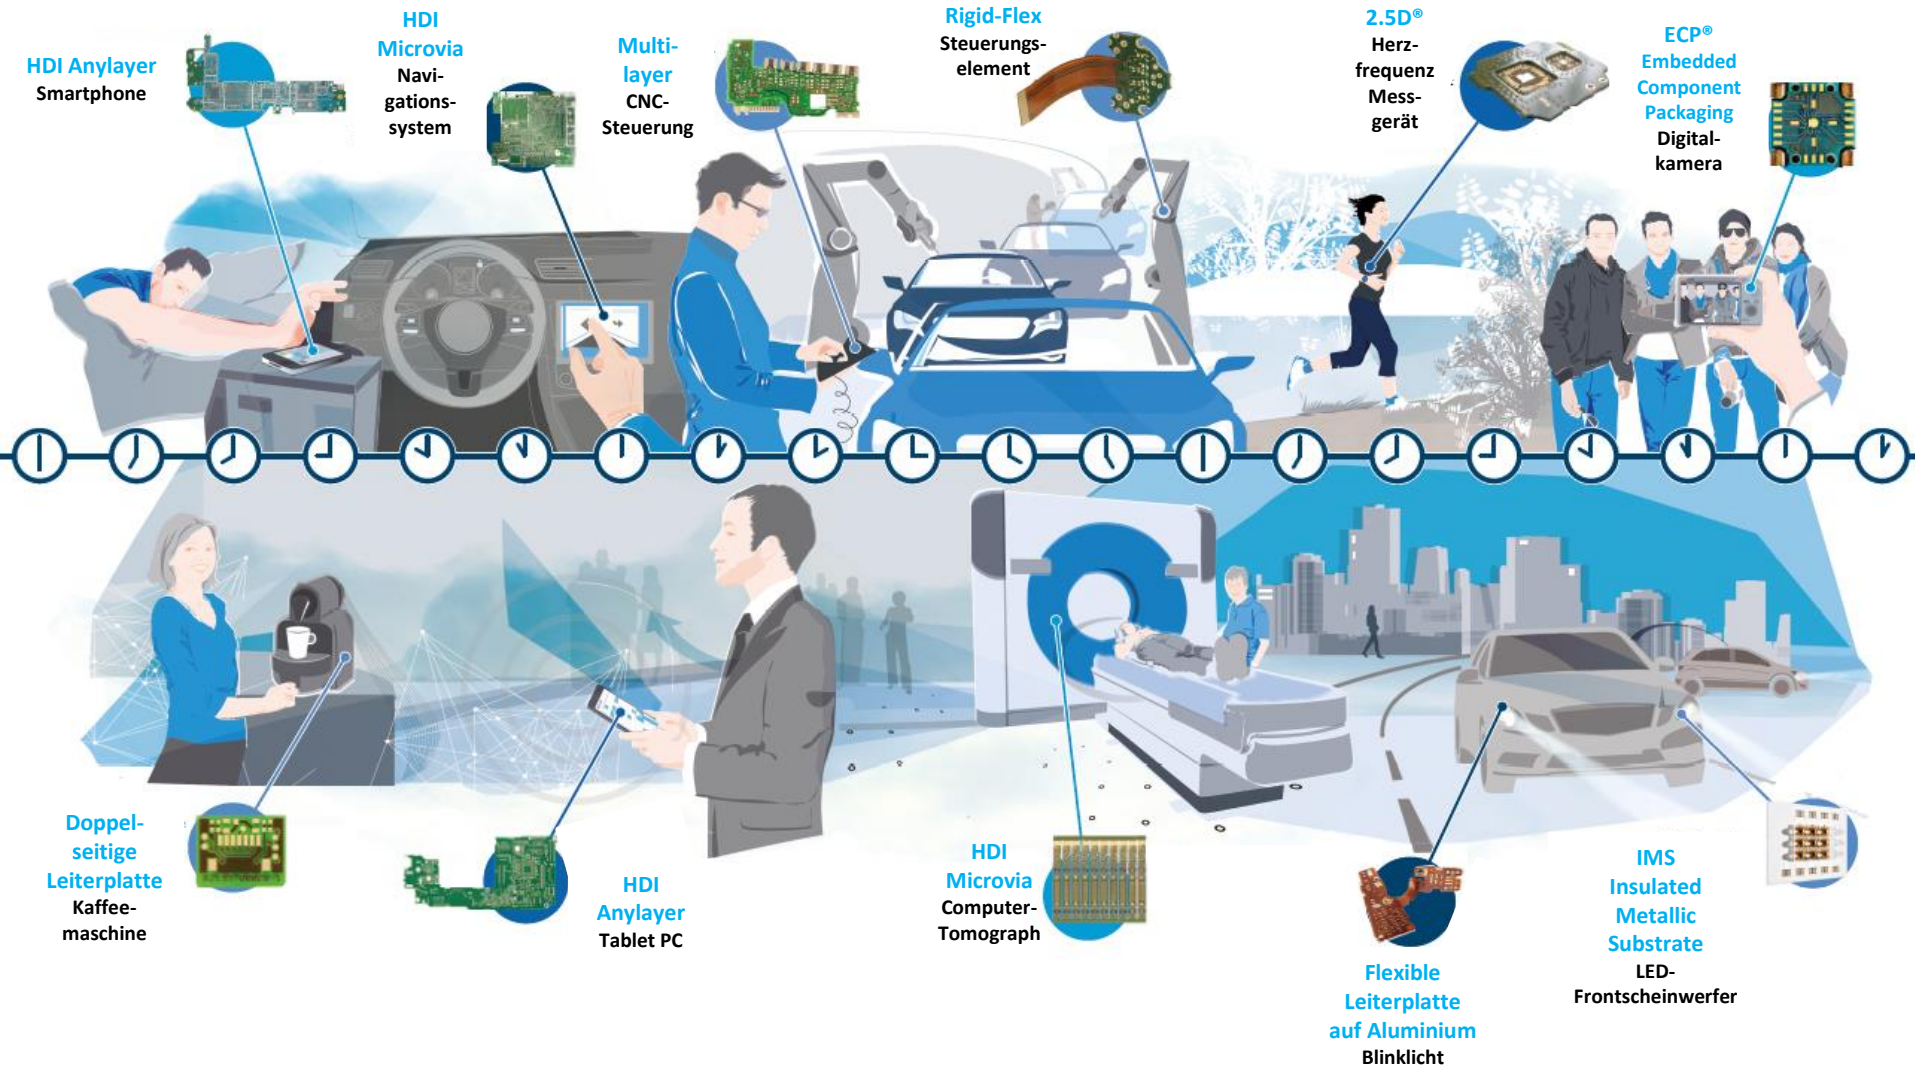 HDI Anylayer
Smartphone
HDI
Microvia
Navi-
gations-
system
Multi-
layer
CNC-
Steuerung
Rigid-Flex
Steuerungs-
element
2.5D®
Herz-
frequenz
Mess-
gerät
ECP®
Embedded
Component
Packaging
Digital-
kamera
Doppel-
seitige
Leiterplatte
Kaffee-
maschine
HDI
Anylayer
Tablet PC
HDI
Microvia
Computer-
Tomograph
Flexible
Leiterplatte
auf Aluminium
Blinklicht
IMS
Insulated
Metallic
Substrate
LED-
Frontscheinwerfer